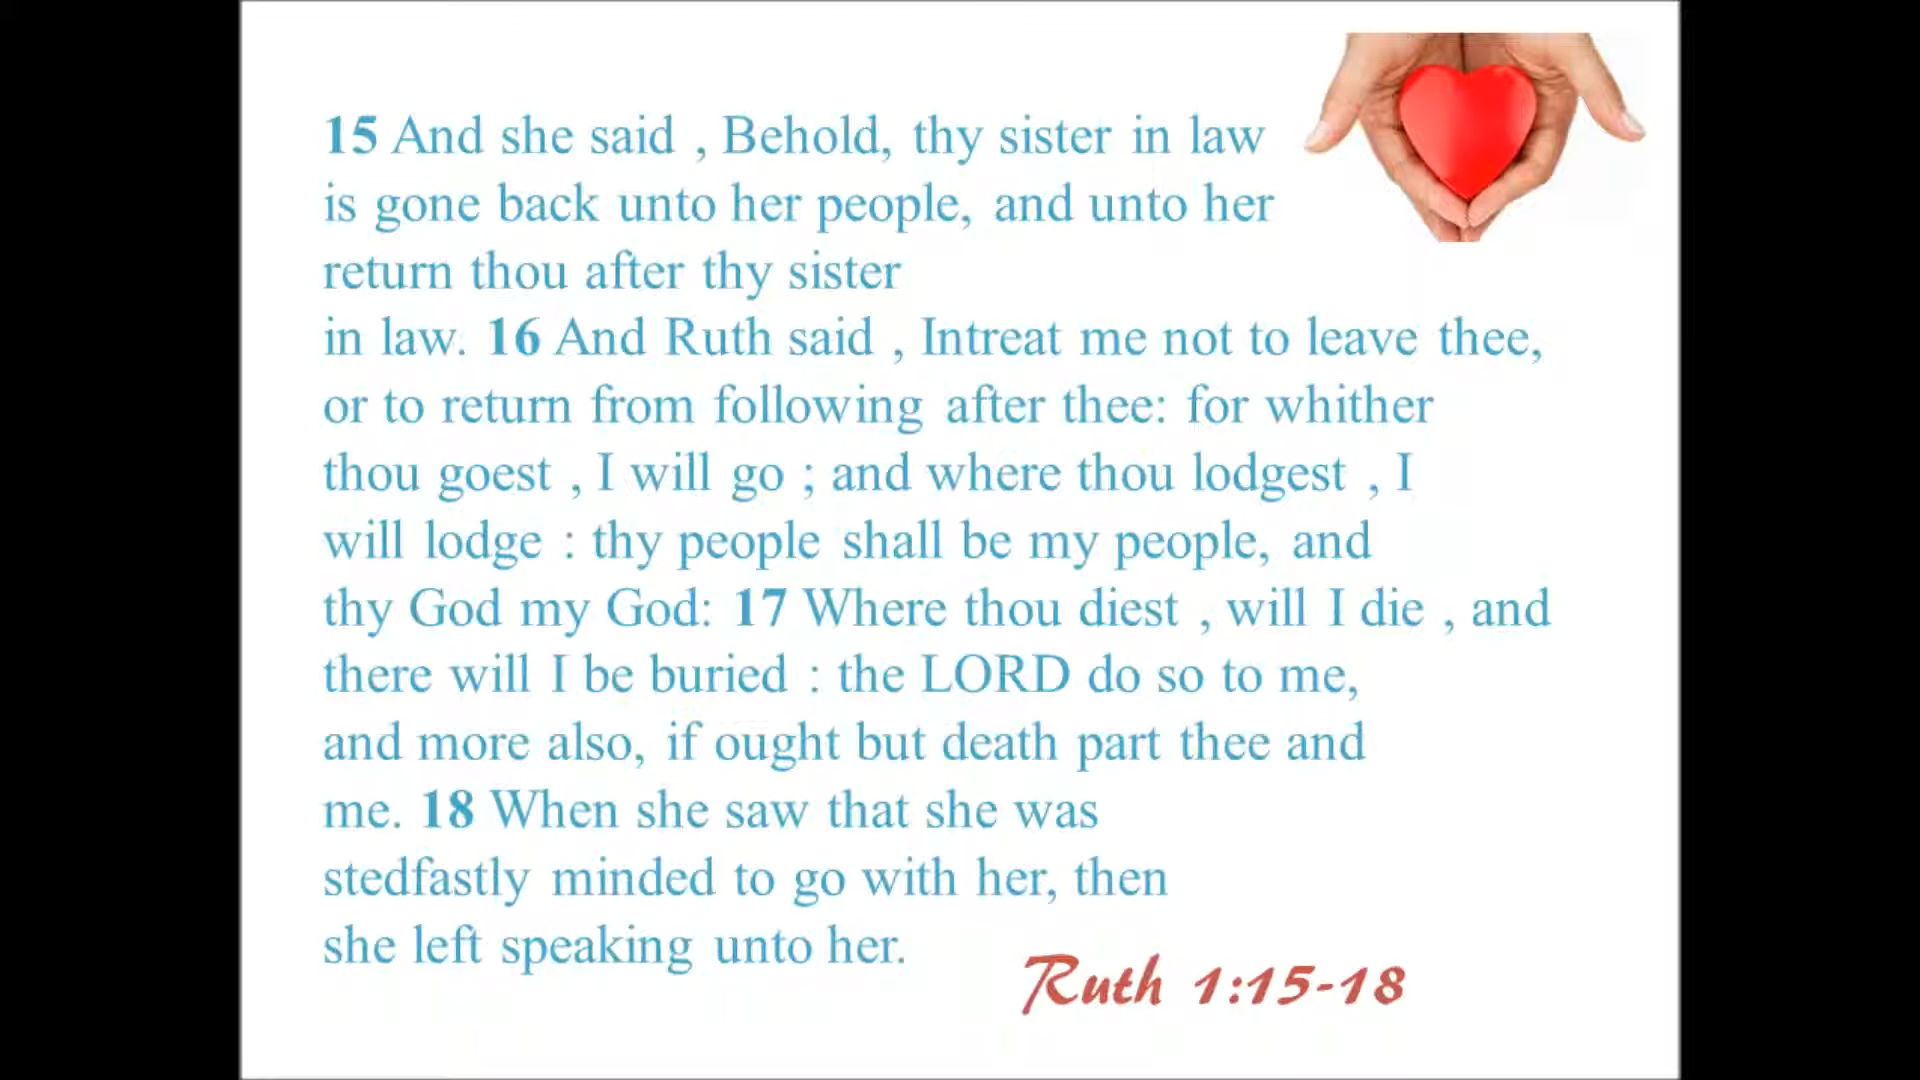 15 And she said , Behold, thy sister in law
is gone back unto her people, and unto her
return thou after thy sister
in law. 16 And Ruth said , Intreat me not to leave thee,
or to return from following after thee: for whither
thou goest , I will go ; and where thou lodgest , I
will lodge : thy people shall be my people, and
thy God my God: 17 Where thou diest , will I die , and
there will I be buried : the LORD do so to me,
and more also, if ought but death part thee and
me. 18 When she saw that she was
stedfastly minded to go with her, then
she left speaking unto her.
Ruth 1:15-18